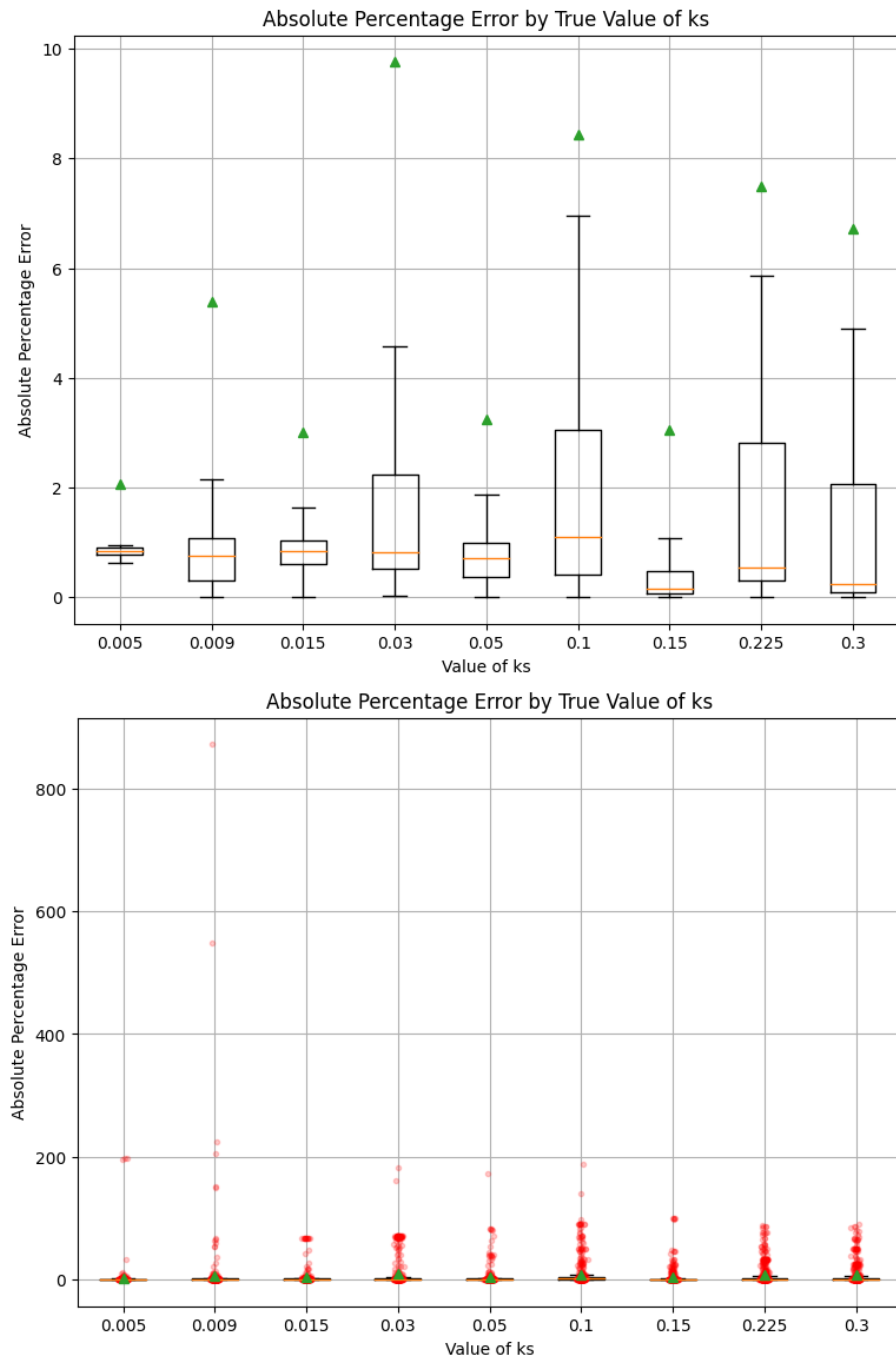 Absolute Percentage Error by True Value of ks
10
8
6
4
2
0
Absolute Percentage Error
0.005 0.009 0.015 0.03 0.05 0.1 0.15 0.225 0.3
Value of ks
Absolute Percentage Error by True Value of ks
800
600
400
200
0
Absolute Percentage Error
0.005 0.009 0.015 0.03 0.05 0.1 0.15 0.225 0.3
Value of ks